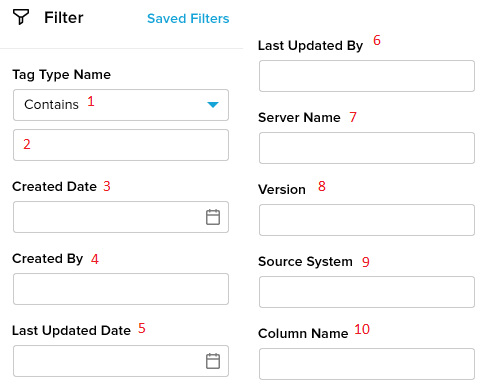 Filter Saved Filters
Tag Type Name
Contains 1
2
Created Date 3
Created By 4
Last Updated Date 5
Last Updated By 6
Server Name 7
Version 8
Source System 9
Column Name 10